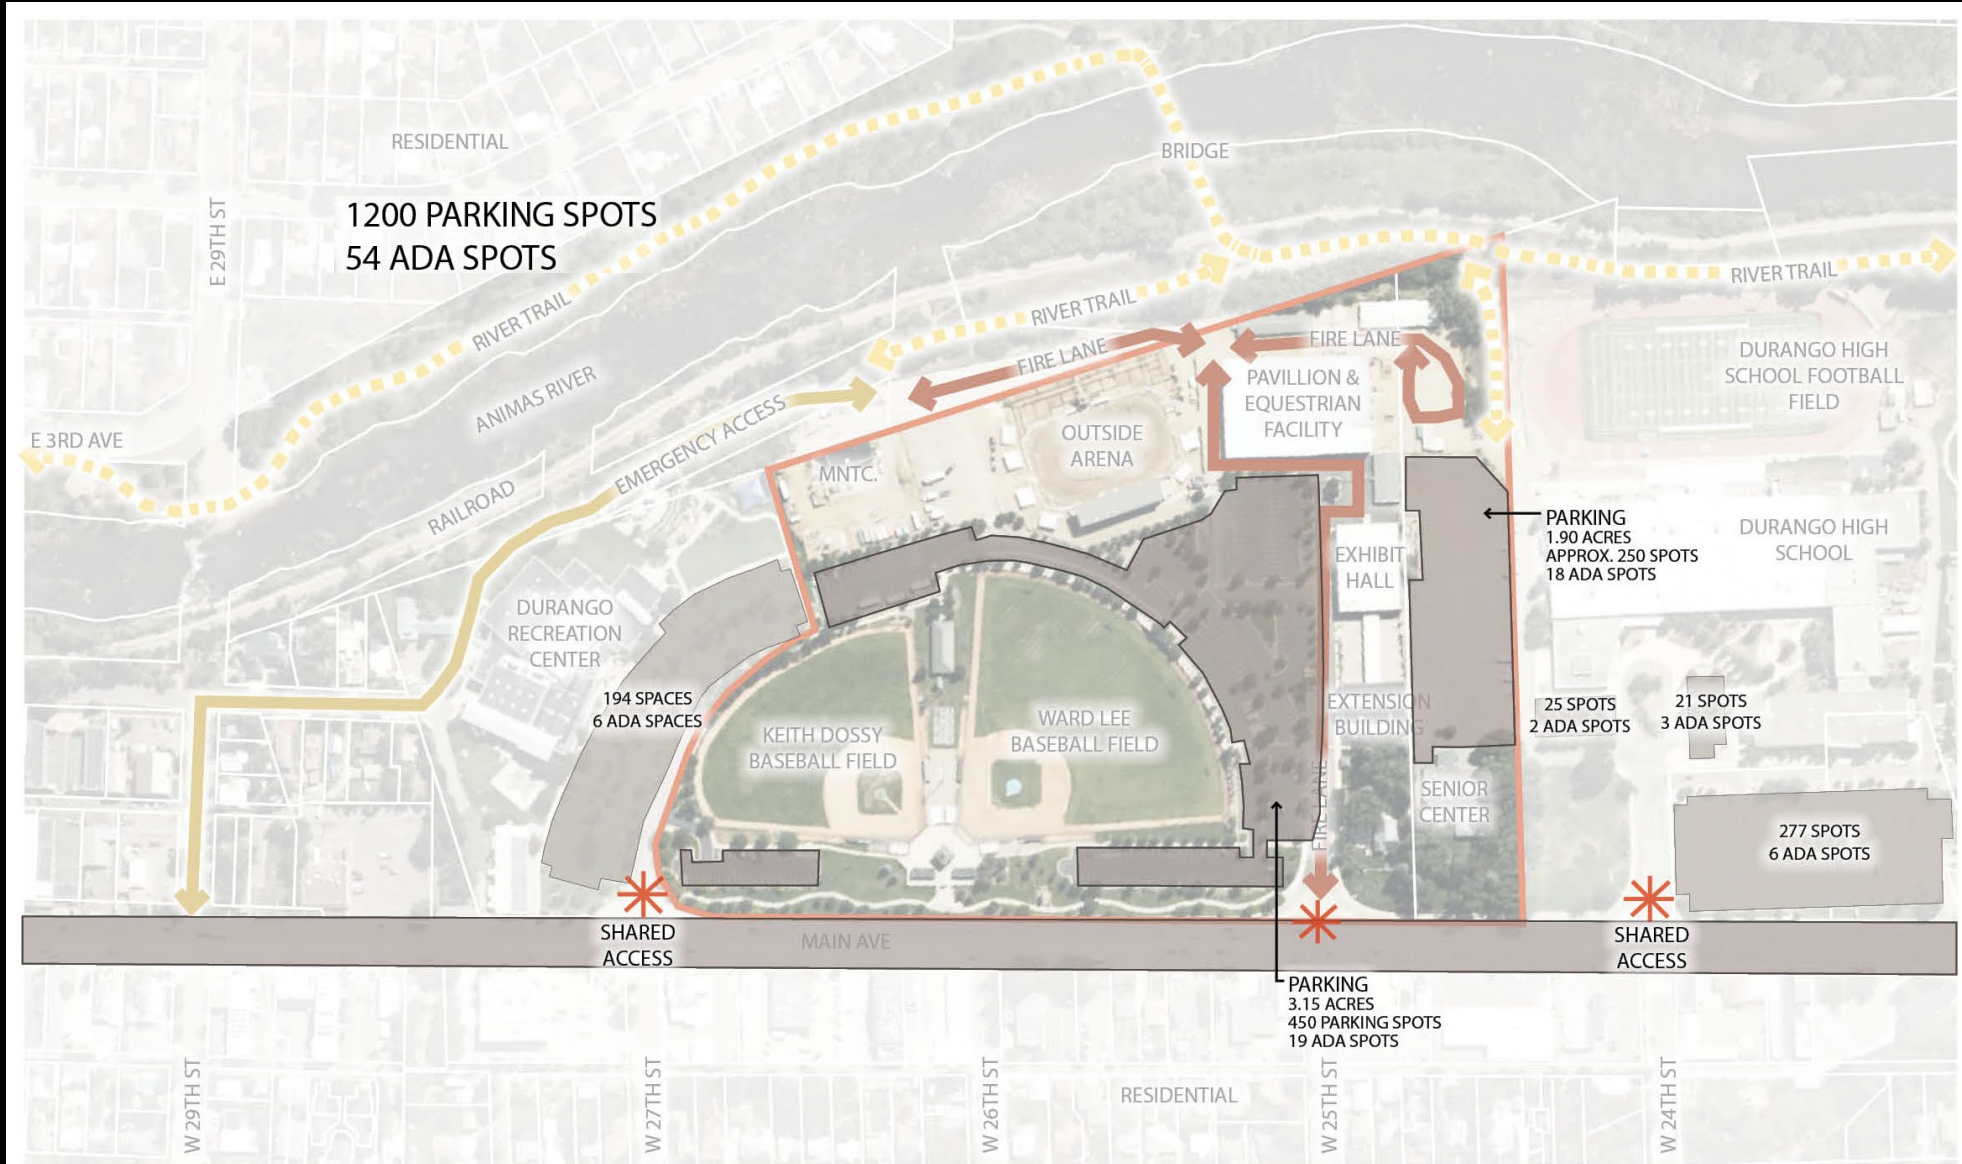 RESIDENTIAL
BRIDGE
E 29TH ST
1200 PARKING SPOTS
54 ADA SPOTS
RIVER TRAIL
RIVER TRAIL
RIVER TRAIL
FIRE LANE
FIRE LANE
ANIMAS RIVER
E 3RD AVE
EMERGENCY ACCESS
RAILROAD
PAVILLION &
EQUESTRIAN
FACILITY
DURANGO HIGH
SCHOOL FOOTBALL
FIELD
OUTSIDE
ARENA
MNTC.
PARKING
1.90 ACRES
APPROX. 250 SPOTS
18 ADA SPOTS
DURANGO HIGH
SCHOOL
EXHIBIT
HALL
DURANGO
RECREATION
CENTER
194 SPACES
6 ADA SPACES
KEITH DOSSY
BASEBALL FIELD
WARD LEE
BASEBALL FIELD
EXTENSION
BUILDING
25 SPOTS
2 ADA SPOTS
21 SPOTS
3 ADA SPOTS
FIRE LANE
SENIOR
CENTER
277 SPOTS
6 ADA SPOTS
SHARED
ACCESS
MAIN AVE
SHARED
ACCESS
PARKING
3.15 ACRES
450 PARKING SPOTS
19 ADA SPOTS
W 29TH ST
W 27TH ST
W 26TH ST
RESIDENTIAL
W 25TH ST
W 24TH ST